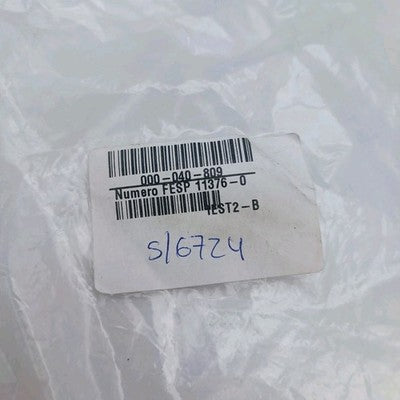 000-040-809
Numero FESP 11376-0
TEST2-B
S/6724